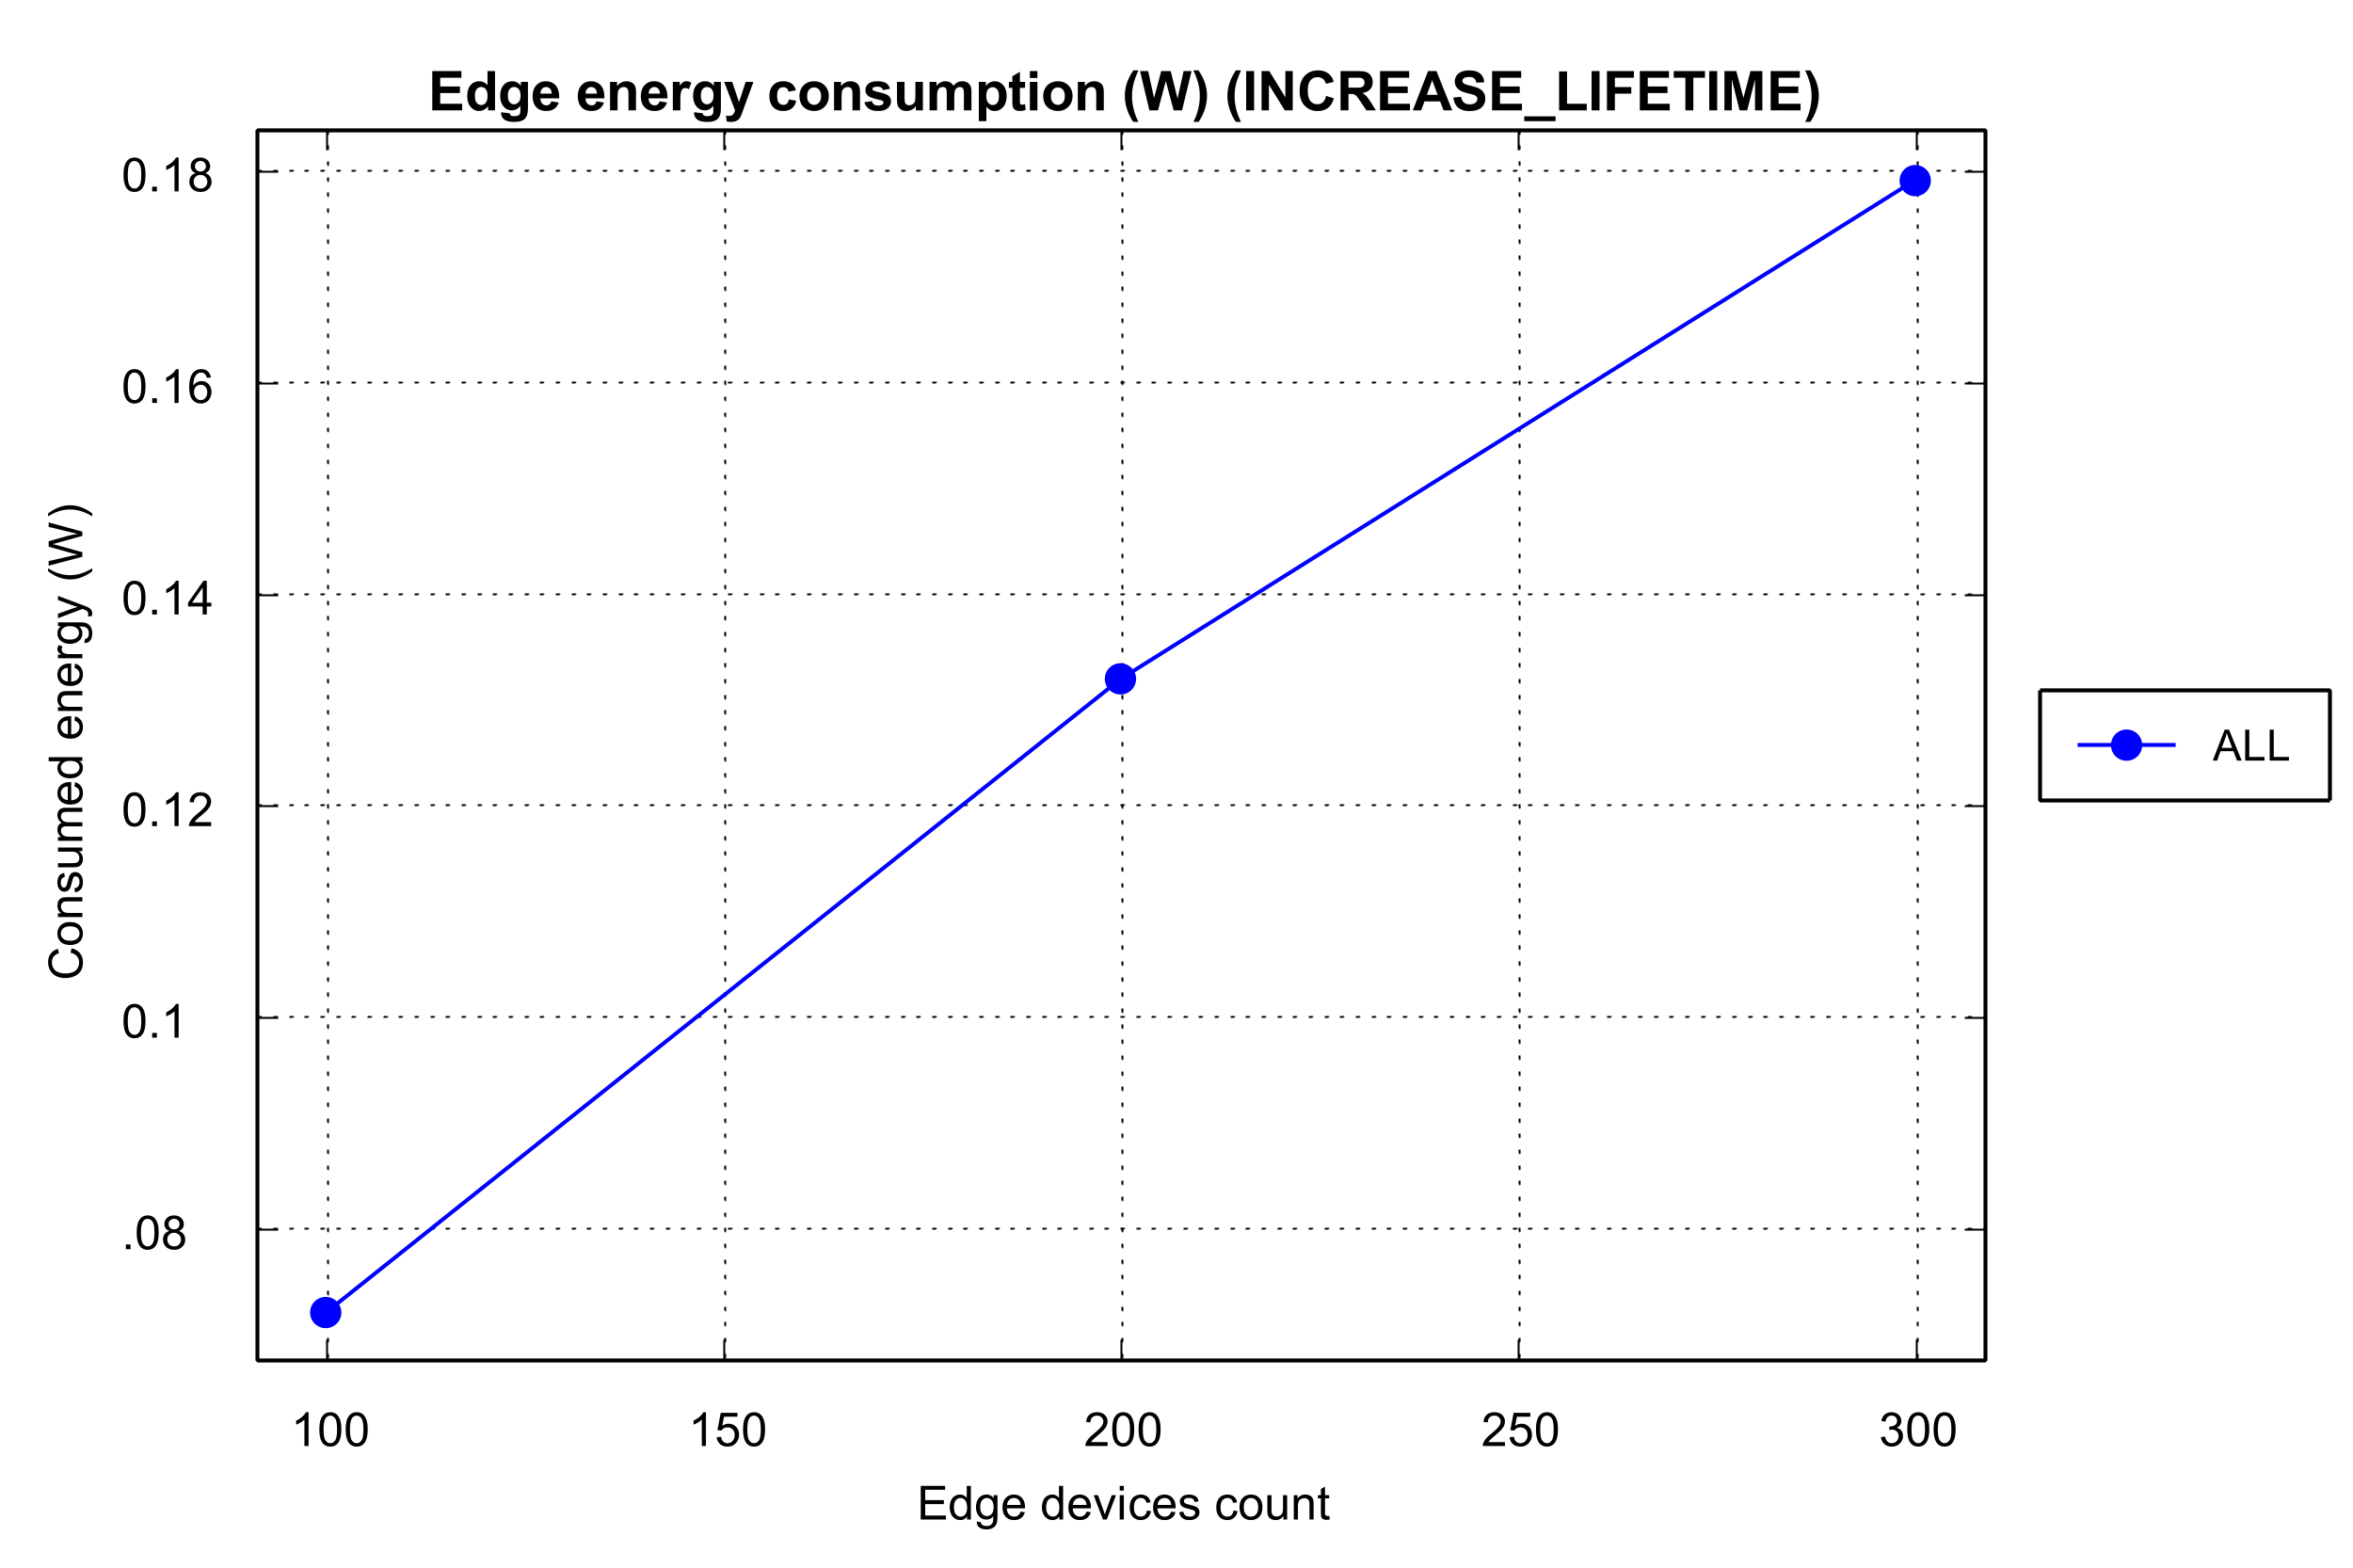 Edge energy consumption (W) (INCREASE_LIFETIME)
0.18
0.16
0.14
0.12
0.1
.08
Consumed energy (W)
100 150 200 250 300
Edge devices count
ALL